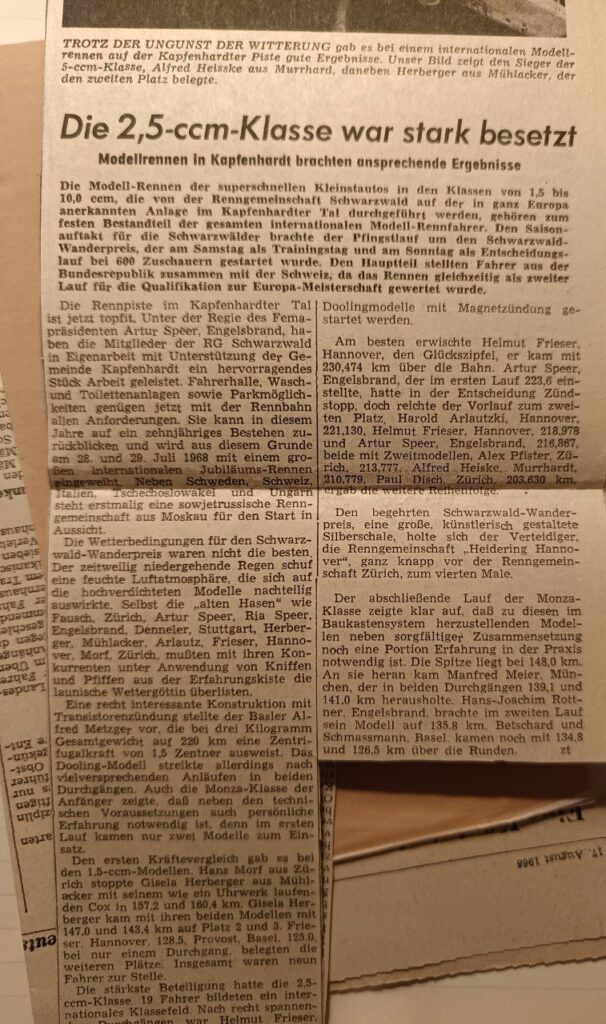 TROTZ DER UNGUNST DER WITTERUNG gab es bei einem internationalen Modell-
rennen auf der Kapfenhardter Piste gute Ergebnisse. Unser Bild zeigt den Sieger der
5-ccm-Klasse, Alfred Heisske aus Murrhard, daneben Herberger aus Mühlacker, der
den zweiten Platz belegte.
Die 2,5-ccm-Klasse war stark besetzt
Modellrennen in Kapfenhardt brachten ansprechende Ergebnisse
Die Modell-Rennen der superschnellen Kleinstautos in den Klassen von 1,5 bis
10,0 ccm, die von der Renngemeinschaft Schwarzwald auf der in ganz Europa
anerkannten Anlage im Kapfenhardter Tal durchgeführt werden, gehören zum
festen Bestandteil der gesamten internationalen Modell-Rennfahrer. Den Saison-
auftakt für die Schwarzwälder brachte der Pfingstlauf um den Schwarzwald-
Wanderpreis, der am Samstag als Trainingstag und am Sonntag als Entscheidungs-
lauf bei 600 Zuschauern gestartet wurde. Den Hauptteil stellten Fahrer aus der
Bundesrepublik zusammen mit der Schweiz, da das Rennen gleichzeitig als zweiter
Lauf für die Qualifikation zur Europa-Meisterschaft gewertet wurde.
Die Rennpiste im Kapfenhardter Tal
ist jetzt topfit. Unter der Regie des Fema-
präsidenten Artur Speer, Engelsbrand, ha-
ben die Mitglieder der RG Schwarzwald
in Eigenarbeit mit Unterstützung der Ge-
meinde Kapfenhardt ein hervorragendes
Stück Arbeit geleistet. Fahrerhalle, Wasch-
und Toilettenanlagen sowie Parkmöglich-
keiten genügen jetzt mit der Rennbahn
allen Anforderungen. Sie kann in diesem
Jahre auf ein zehnjähriges Bestehen zu-
rückblicken und wird aus diesem Grunde
am 28. und 29. Juli 1968 mit einem gro-
ßen internationalen Jubiläums-Rennen
eingeweiht. Neben Schweden, Schweiz,
Italien, Tschechoslowakei und Ungarn
steht erstmalig eine sowjetrussische Renn-
gemeinschaft aus Moskau für den Start in
Aussicht.
Die Wetterbedingungen für den Schwarz-
wald-Wanderpreis waren nicht die besten.
Der zeitweilig niedergehende Regen schuf
eine feuchte Luftatmosphäre, die sich auf
die hochverdichteten Modelle nachteilig
auswirkte. Selbst die „alten Hasen" wie
Fausch, Zürich, Artur Speer, Ria Speer,
Engelsbrand, Denneler, Stuttgart, Herber-
ger, Mühlacker, Arlautz, Frieser, Hanno-
ver, Morf, Zürich, mußten mit ihren Kon-
kurrenten unter Anwendung von Kniffen
und Pfiffen aus der Erfahrungskiste die
launische Wettergöttin überlisten.
Eine recht interessante Konstruktion mit
Transistorenzündung stellte der Basler Al-
fred Metzger vor, die bei drei Kilogramm
Gesamtgewicht auf 220 km eine Zentri-
fugalkraft von 1,5 Zentner ausweist. Das
Dooling-Modell streikte allerdings nach
vielversprechenden Anläufen in beiden
Durchgängen. Auch die Monza-Klasse der
Anfänger zeigte, daß neben den techni-
schen Voraussetzungen auch persönliche
Erfahrung notwendig ist, denn im ersten
Lauf kamen nur zwei Modelle zum Ein-
satz.
Den ersten Kräftevergleich gab es bei
den 1,5-ccm-Modellen. Hans Morf aus Zü-
rich stoppte Gisela Herberger aus Mühl-
acker mit seinem wie ein Uhrwerk laufen-
den Cox in 157,2 und 160,4 km. Gisela Her-
berger kam mit ihren beiden Modellen mit
147,0 und 143,4 km auf Platz 2 und 3. Frie-
ser, Hannover, 128,5, Provost, Basel, 125,0,
bei nur einem Durchgang, belegten die
weiteren Plätze. Insgesamt waren neun
Fahrer zur Stelle.
Die stärkste Beteiligung hatte die 2,5-
ccm-Klasse. 19 Fahrer bildeten ein inter-
nationales Klassefeld. Nach recht spannen-
Durchgängen war Helmut Frieser,
Doolingmodelle mit Magnetzündung ge-
startet werden.
Am besten erwischte Helmut Frieser,
Hannover, den Glückszipfel, er kam mit
230,474 km über die Bahn. Artur Speer,
Engelsbrand, der im ersten Lauf 223,6 ein-
stellte, hatte in der Entscheidung Zünd-
stopp, doch reichte der Vorlauf zum zwei-
ten Platz, Harold Arlautzki, Hannover,
221,130, Helmut Frieser, Hannover, 218,978
und Artur Speer, Engelsbrand, 216,867,
beide mit Zweitmodellen, Alex Pfister, Zü-
rich, 213,777, Alfred Heiske, Murrhardt,
210,779, Paul Disch, Zürich, 203,630 km.
ergab die weitere Reihenfolge.
Den begehrten Schwarzwald-Wander-
preis, eine große, künstlerisch gestaltete
Silberschale, holte sich der Verteidiger,
die Renngemeinschaft „Heidering Hanno-
ver", ganz knapp vor der Renngemein-
schaft Zürich, zum vierten Male.
Der abschließende Lauf der Monza-
Klasse zeigte klar auf, daß zu diesen im
Baukastensystem herzustellenden Model-
len neben sorgfältiger Zusammensetzung
noch eine Portion Erfahrung in der Praxis
notwendig ist. Die Spitze liegt bei 148,0 km.
An sie heran kam Manfred Meier, Mün-
chen, der in beiden Durchgängen 139,1 und
141,0 km herausholte. Hans-Joachim Rott-
ner, Engelsbrand, brachte im zweiten Lauf
sein Modell auf 135,8 km, Betschard und
Schmassmann, Basel, kamen noch mit 134,8
und 126,5 km über die Runden. zt
17. August 1966